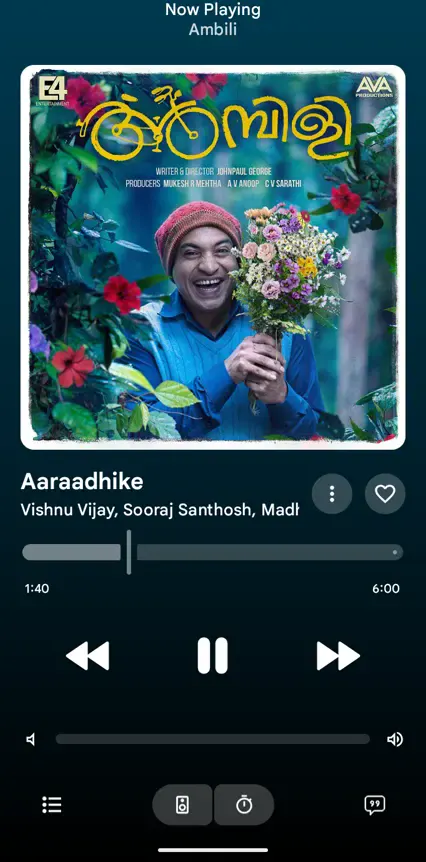 Now Playing
Ambili
E4
ENTERTAINMENT
AVA
PRODUCTIONS
അമ്പിളി
WRITER & DIRECTOR JOHNPAUL GEORGE
PRODUCERS MUKESH R MEHTHA A V ANOOP C V SARATHI
Aaraadhike
Vishnu Vijay, Sooraj Santhosh, Madh
1:40
6:00